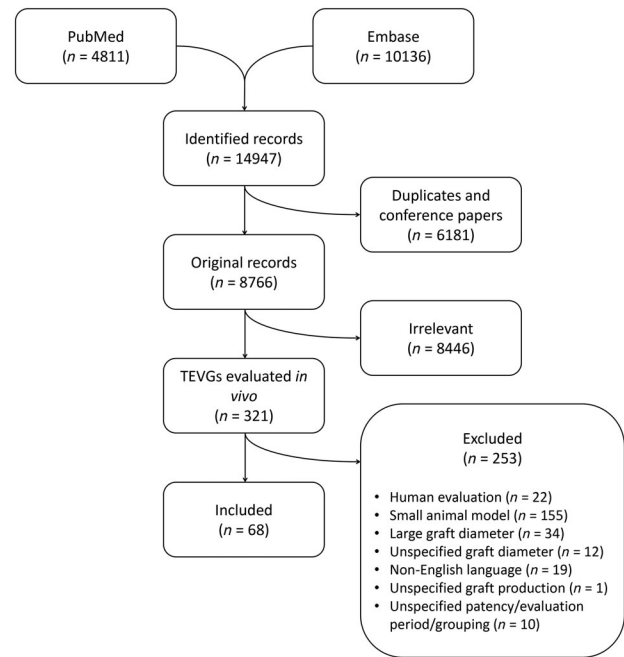 PubMed
(n = 4811)
Embase
(n = 10136)
Identified records
(n = 14947)
Duplicates and
conference papers
(n = 6181)
Original records
(n = 8766)
Irrelevant
(n = 8446)
TEVGs evaluated in
vivo
(n = 321)
Excluded
(n = 253)
• Human evaluation (n = 22)
• Small animal model (n = 155)
• Large graft diameter (n = 34)
• Unspecified graft diameter (n = 12)
• Non-English language (n = 19)
• Unspecified graft production (n = 1)
• Unspecified patency/evaluation
period/grouping (n = 10)
Included
(n = 68)